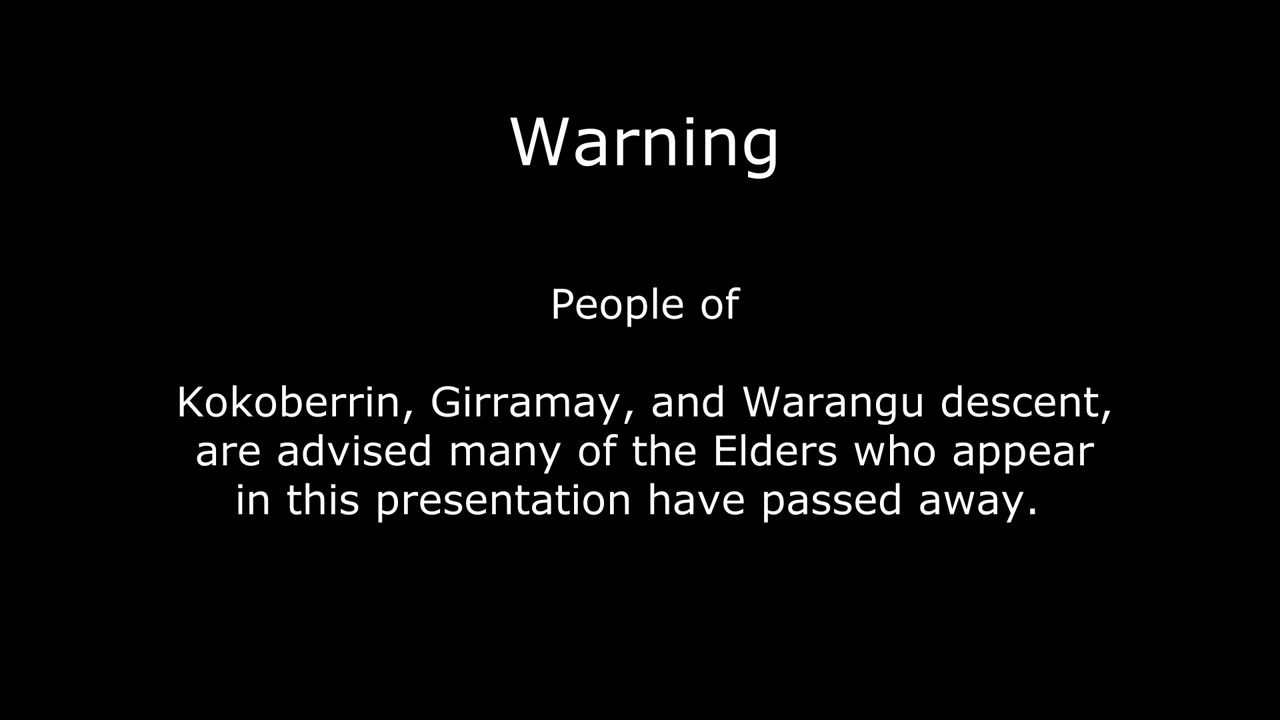 Warning
People of
Kokoberrin, Girramay, and Warangu descent,
are advised many of the Elders who appear
in this presentation have passed away.